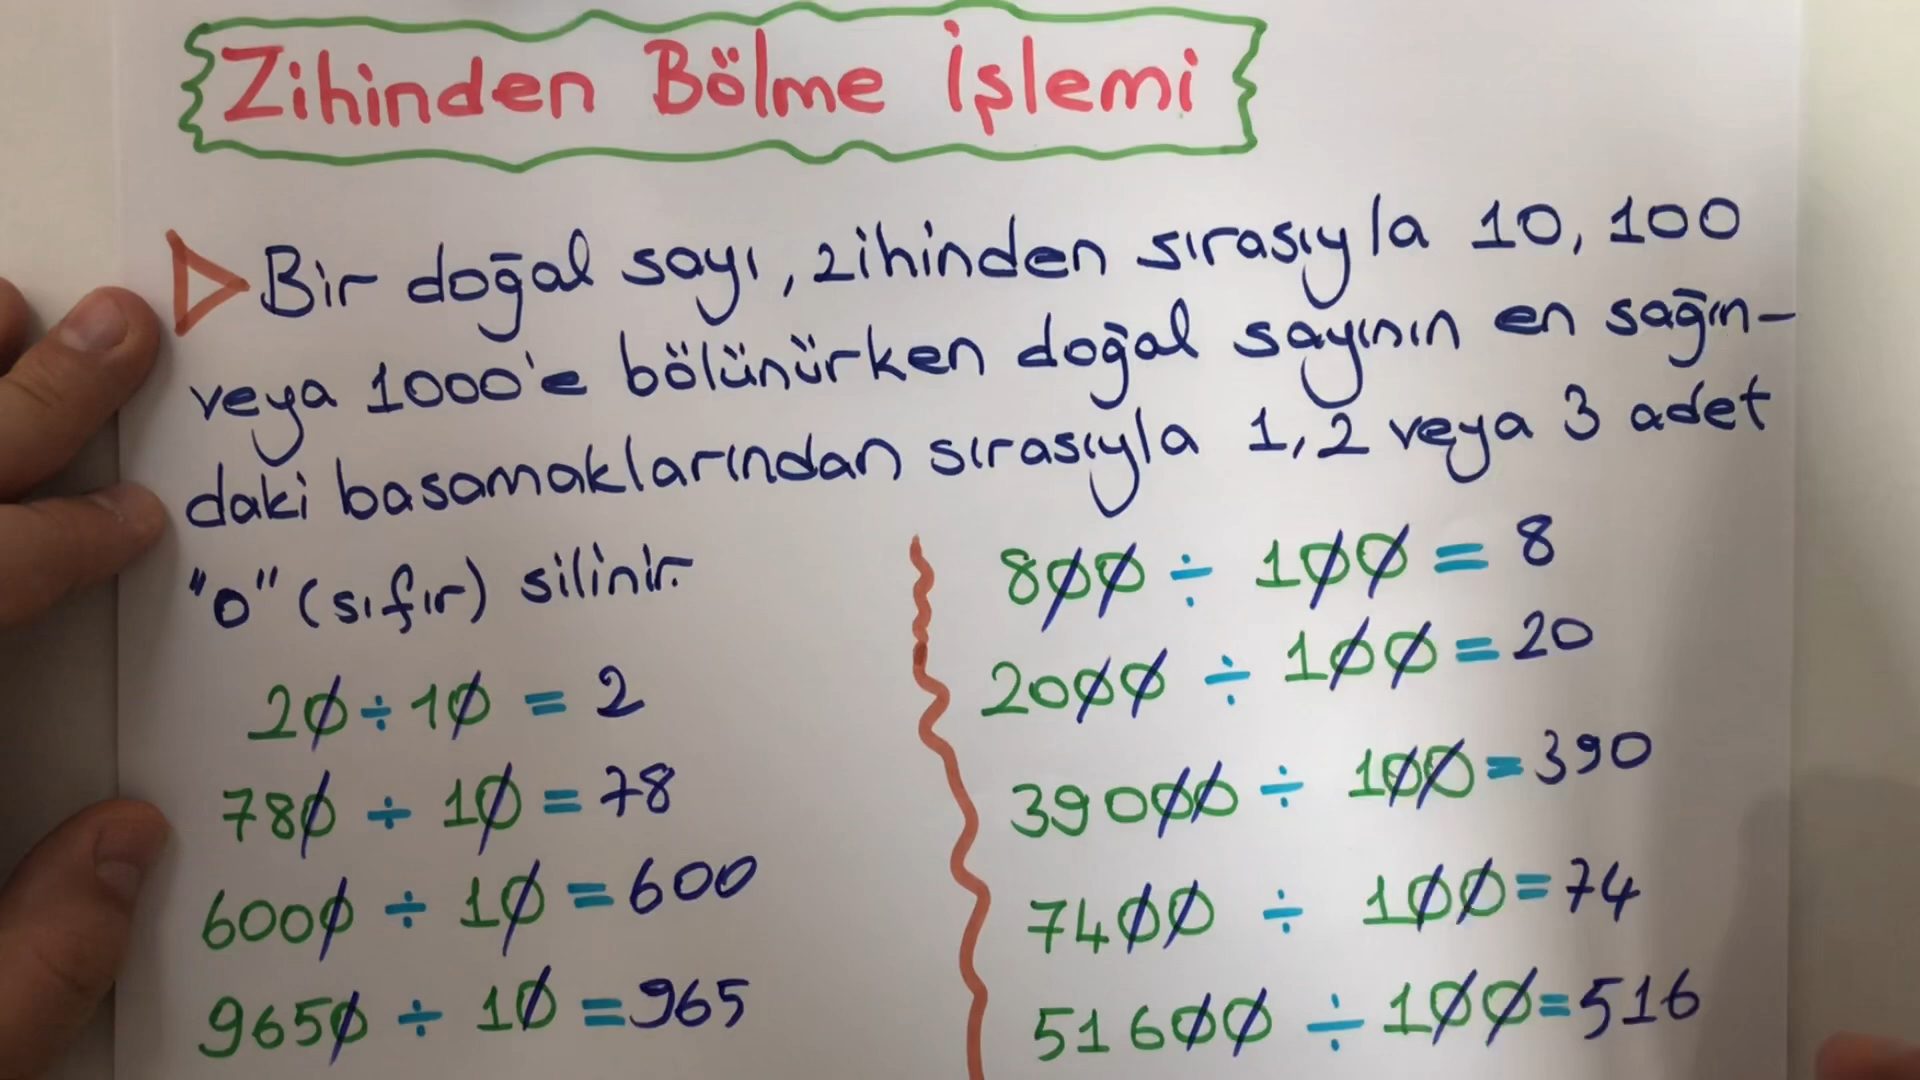 Zihinden Bölme İşlemi
Bir doğal sayı, zihinden sırasıyla 10, 100
veya 1000'e bölünürken doğal sayının en sağın-
daki basamaklarından sırasıyla 1, 2 veya 3 adet
"0" (sıfır) silinir.
20 ÷ 10 = 2
780 ÷ 10 = 78
6000 ÷ 10 = 600
9650 ÷ 10 = 965
800 ÷ 100 = 8
2000 ÷ 100 = 20
39000 ÷ 100 = 390
7400 ÷ 100 = 74
51600 ÷ 100 = 516